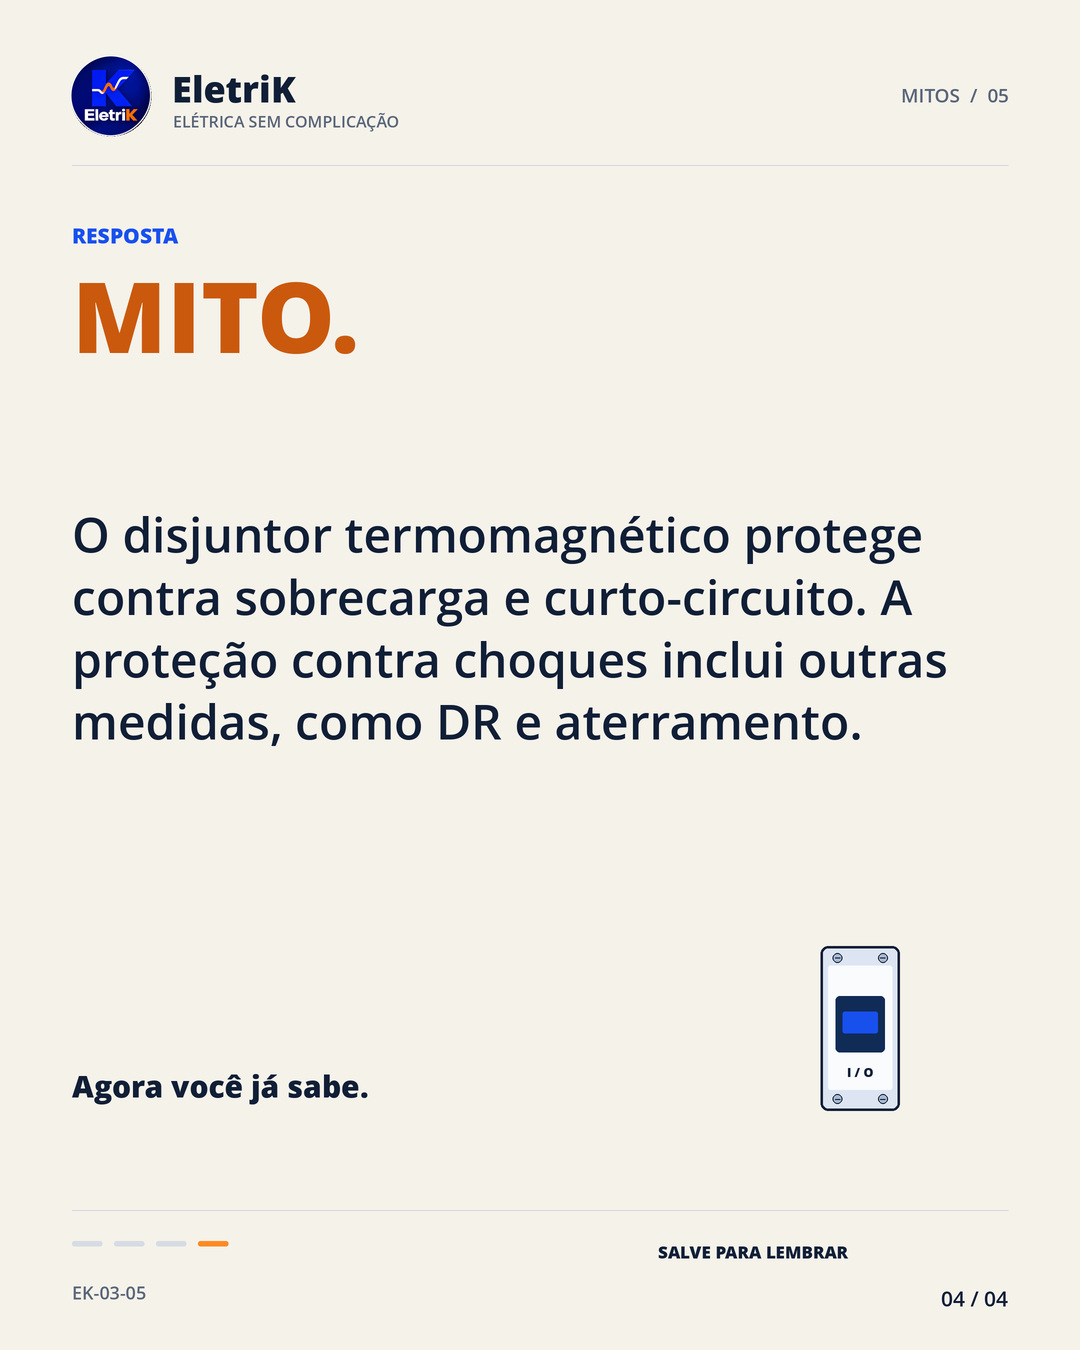 EletriK
EletriK
ELÉTRICA SEM COMPLICAÇÃO
MITOS / 05
RESPOSTA
MITO.
O disjuntor termomagnético protege
contra sobrecarga e curto-circuito. A
proteção contra choques inclui outras
medidas, como DR e aterramento.
I / O
Agora você já sabe.
SALVE PARA LEMBRAR
EK-03-05
04 / 04